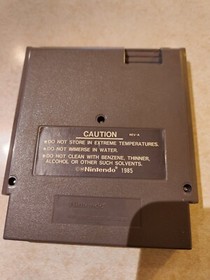 CAUTION REV-A
•DO NOT STORE IN EXTREME TEMPERATURES.
•DO NOT IMMERSE IN WATER.
•DO NOT CLEAN WITH BENZENE, THINNER,
ALCOHOL OR OTHER SUCH SOLVENTS.
©Nintendo® 1985